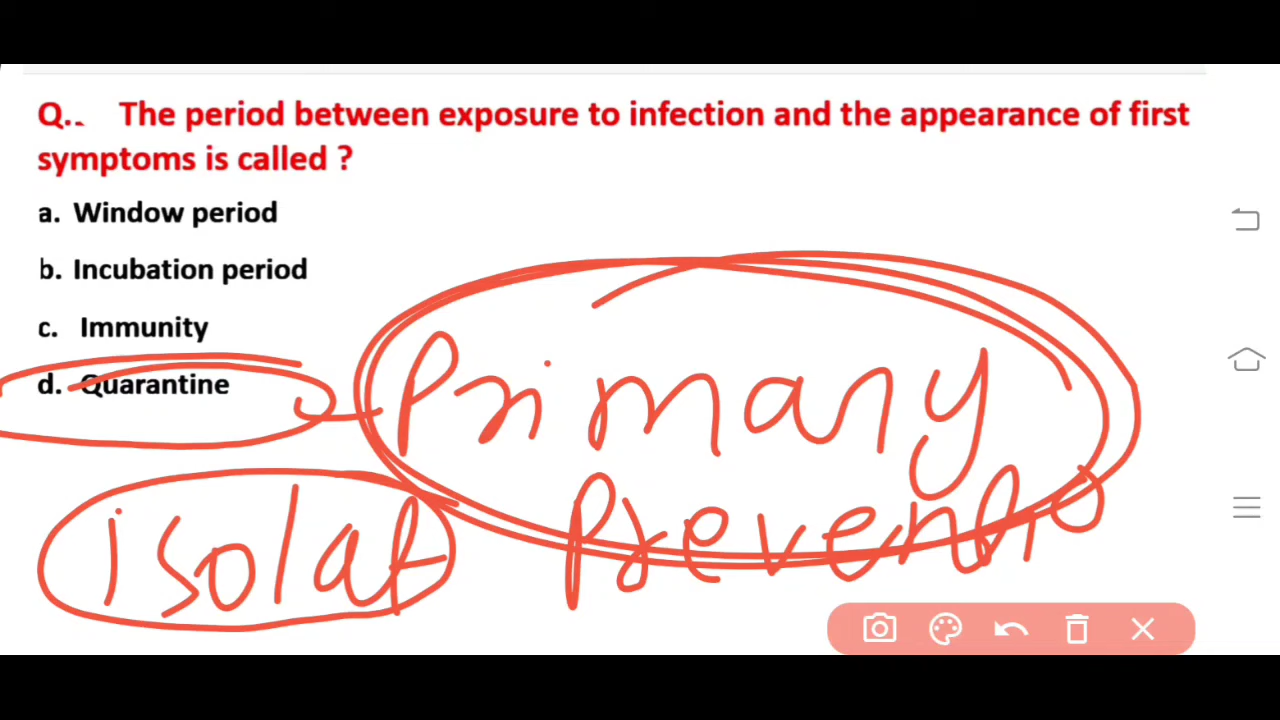 Q.. The period between exposure to infection and the appearance of first
symptoms is called ?
a. Window period
b. Incubation period
c. Immunity
d. Quarantine
Primary
isolat
Preventio